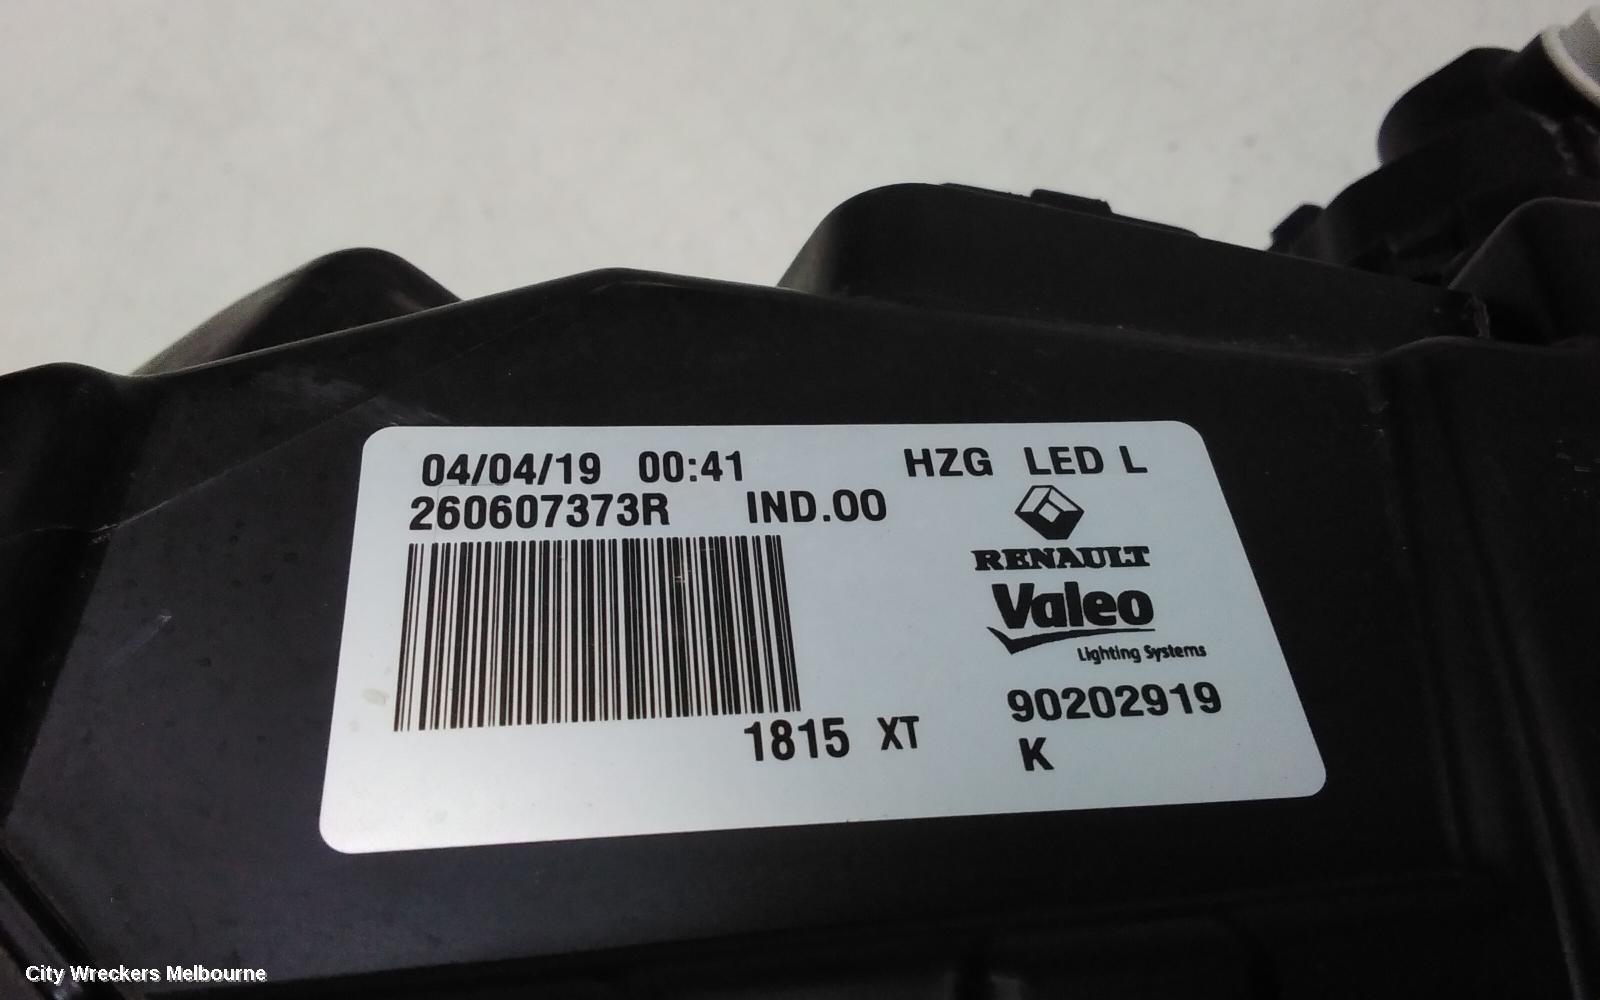 04/04/19 00:41 HZG LED L
260607373R IND.00
RENAULT
Valeo
Lighting Systems
1815 XT
90202919
K
City Wreckers Melbourne